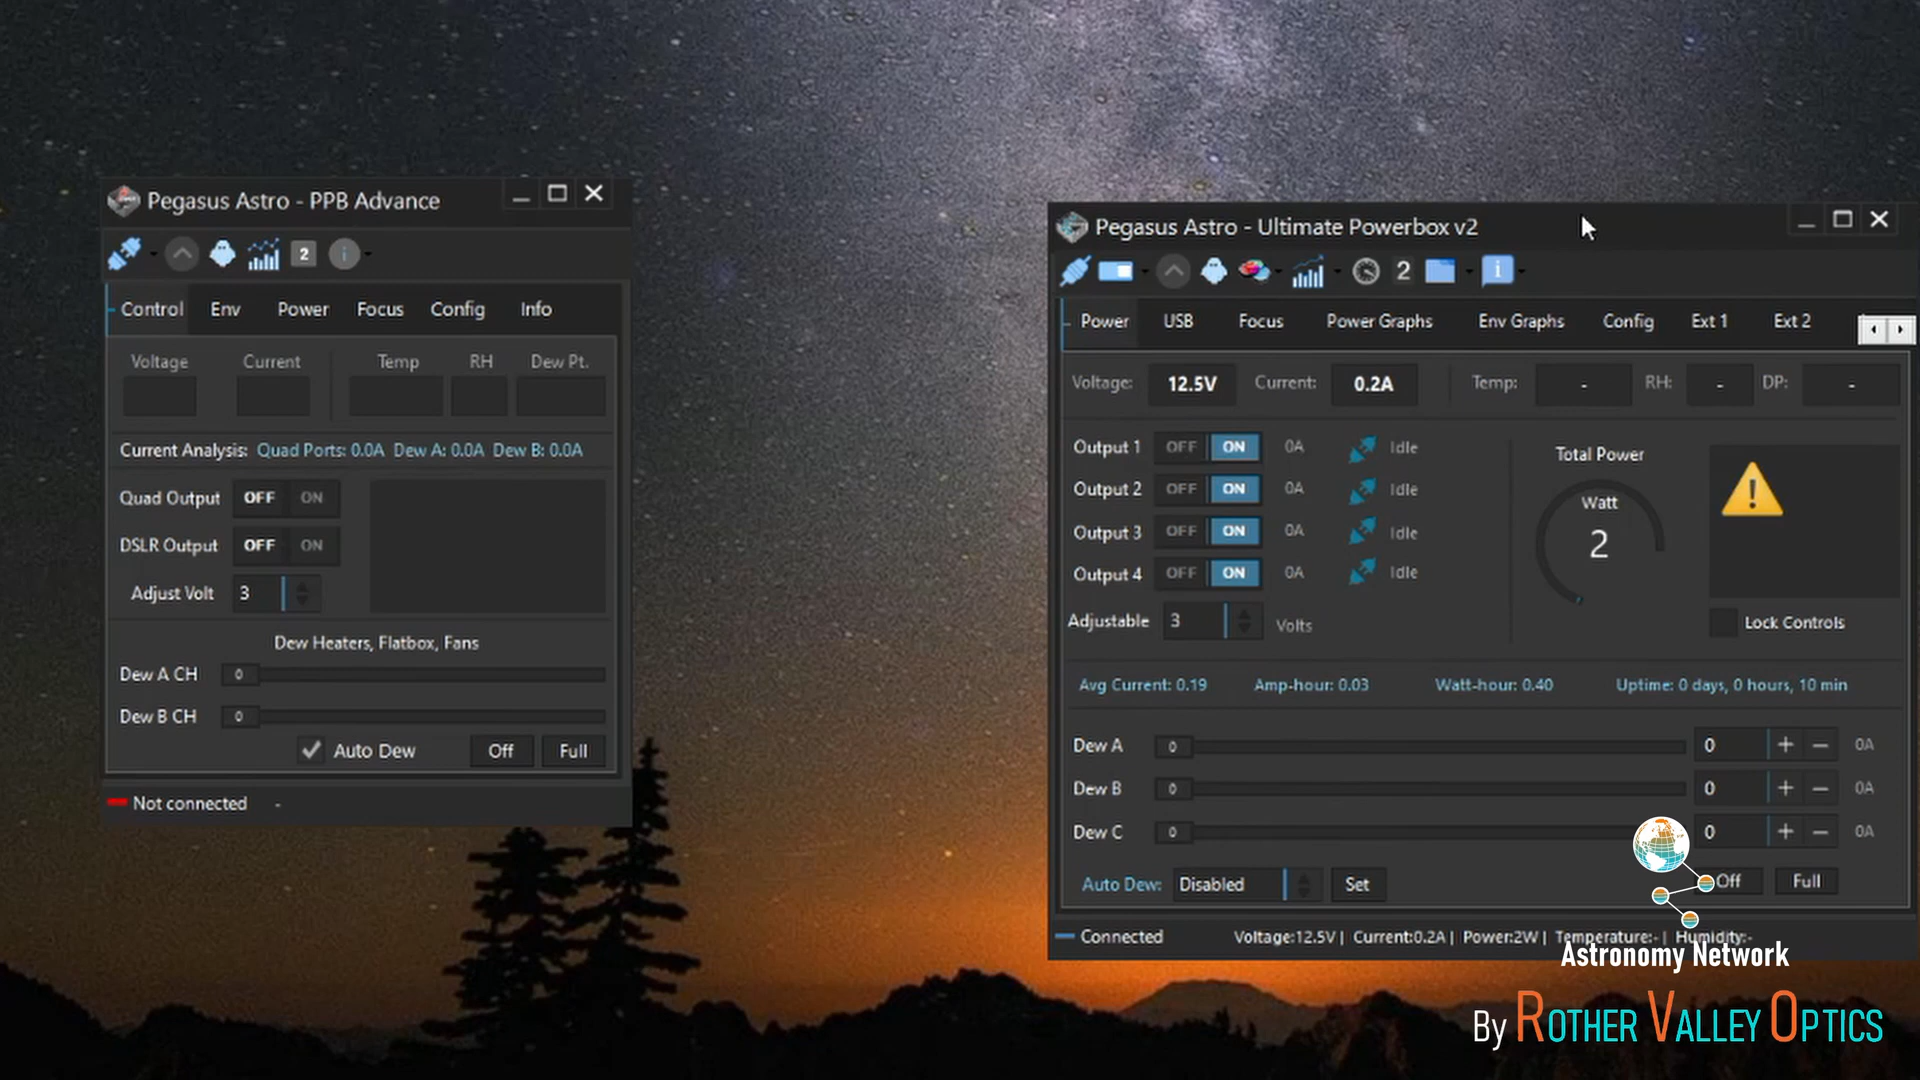 Pegasus Astro - PPB Advance
2
Control Env Power Focus Config Info
Voltage Current Temp RH Dew Pt.
Current Analysis: Quad Ports: 0.0A Dew A: 0.0A Dew B: 0.0A
Quad Output OFF ON
DSLR Output OFF ON
Adjust Volt 3
Dew Heaters, Flatbox, Fans
Dew A CH 0
Dew B CH 0
Auto Dew Off Full
Not connected -
Pegasus Astro - Ultimate Powerbox v2
2
Power USB Focus Power Graphs Env Graphs Config Ext 1 Ext 2
Voltage: 12.5V Current: 0.2A Temp: - RH: - DP: -
Output 1 OFF ON 0A Idle
Output 2 OFF ON 0A Idle
Output 3 OFF ON 0A Idle
Output 4 OFF ON 0A Idle
Adjustable 3 Volts
Total Power
Watt
2
Lock Controls
Avg Current: 0.19 Amp-hour: 0.03 Watt-hour: 0.40 Uptime: 0 days, 0 hours, 10 min
Dew A 0 0 + - 0A
Dew B 0 0 + - 0A
Dew C 0 0 + - 0A
Auto Dew: Disabled Set Off Full
Connected Voltage:12.5V | Current:0.2A | Power:2W | Temperature:- | Humidity:-
Astronomy Network
By ROTHER VALLEY OPTICS